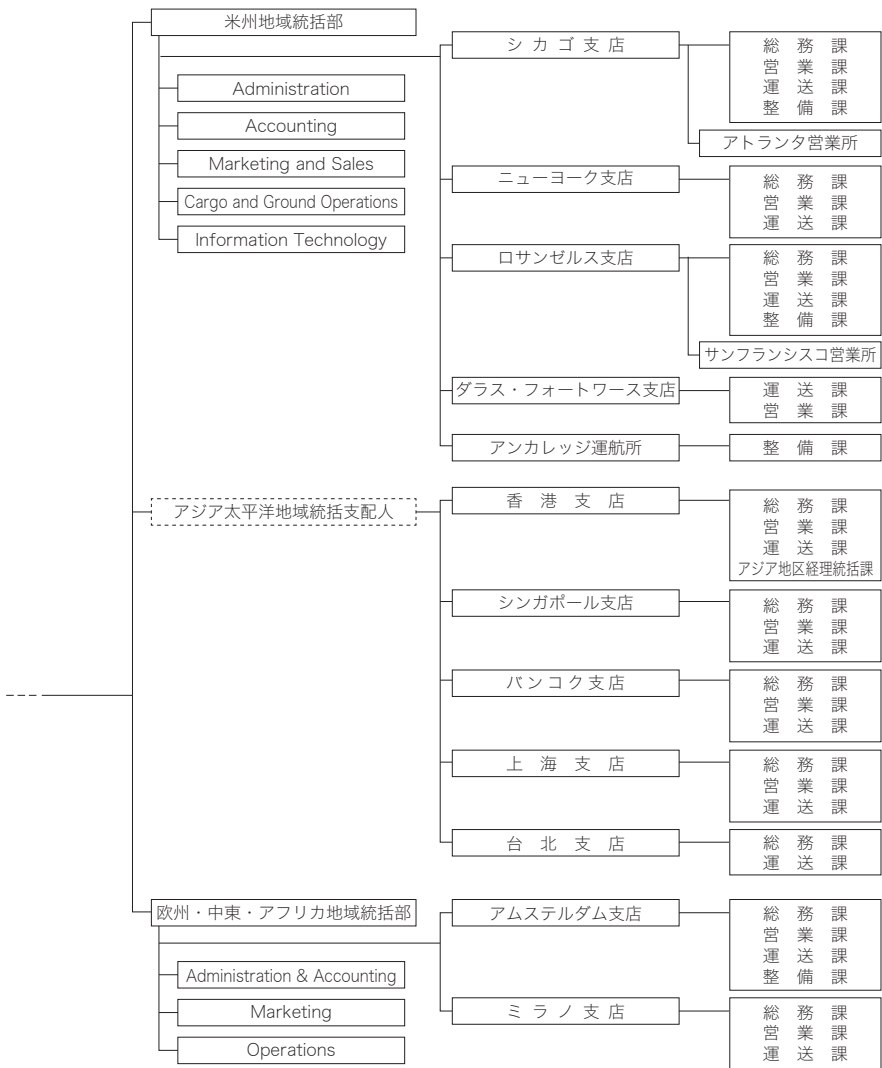 米州地域統括部
Administration
Accounting
Marketing and Sales
Cargo and Ground Operations
Information Technology
シカゴ支店
総務課
営業課
運送課
整備課
アトランタ営業所
ニューヨーク支店
総務課
営業課
運送課
ロサンゼルス支店
総務課
営業課
運送課
整備課
サンフランシスコ営業所
ダラス・フォートワース支店
運送課
営業課
アンカレッジ運航所
整備課
アジア太平洋地域統括支配人
香港支店
総務課
営業課
運送課
アジア地区経理統括課
シンガポール支店
総務課
営業課
運送課
バンコク支店
総務課
営業課
運送課
上海支店
総務課
営業課
運送課
台北支店
総務課
運送課
欧州・中東・アフリカ地域統括部
Administration & Accounting
Marketing
Operations
アムステルダム支店
総務課
営業課
運送課
整備課
ミラノ支店
総務課
営業課
運送課